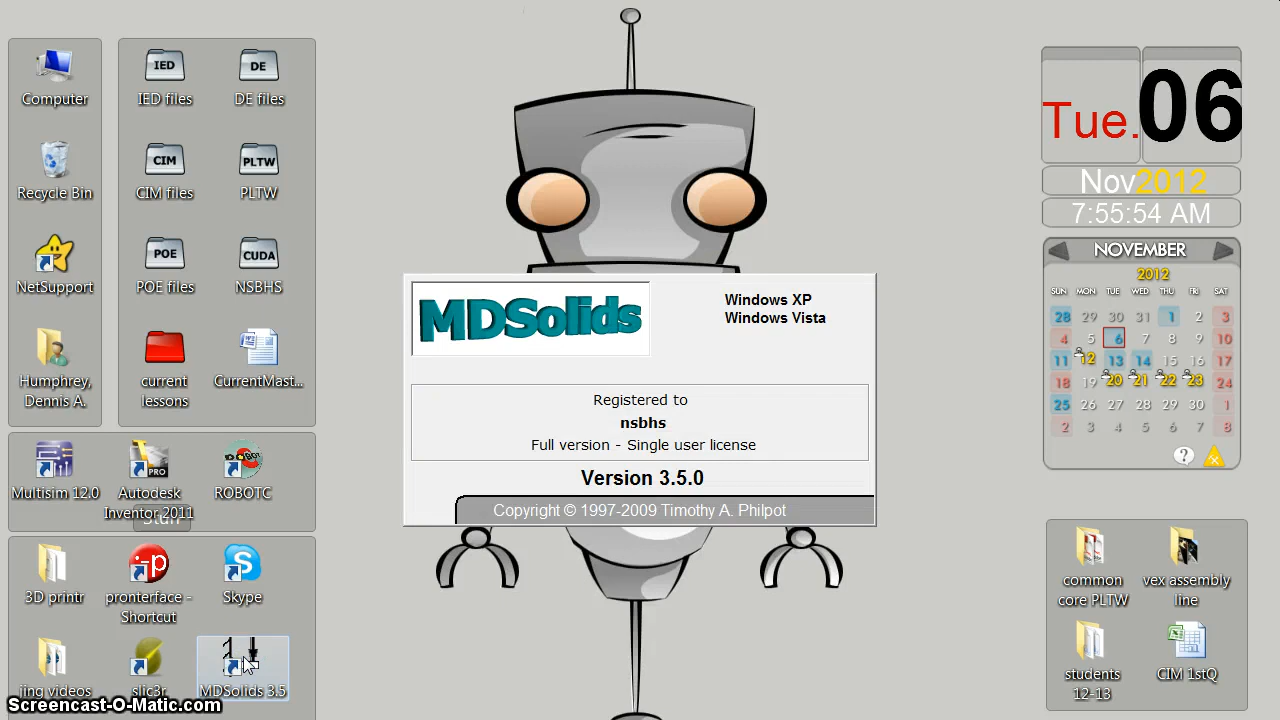 Computer
IED
IED files
DE
DE files
Recycle Bin
CIM
CIM files
PLTW
PLTW
NetSupport
POE
POE files
CUDA
NSBHS
Humphrey,
Dennis A.
current
lessons
CurrentMast...
Multisim 12.0
PRO
Autodesk
Inventor 2011
ROBOTC
Stuff
3D printr
pronterface -
Shortcut
Skype
jing videos
slic3r
MDSolids 3.5
Screencast-O-Matic.com
MDSolids
Windows XP
Windows Vista
Registered to
nsbhs
Full version - Single user license
Version 3.5.0
Copyright © 1997-2009 Timothy A. Philpot
Tue. 06
Nov2012
7:55:54 AM
NOVEMBER
2012
SUN MON TUE WED THU FRI SAT
28 29 30 31 1 2 3
4 5 6 7 8 9 10
11 12 13 14 15 16 17
18 19 20 21 22 23 24
25 26 27 28 29 30 1
2 3 4 5 6 7 8
?
common
core PLTW
vex assembly
line
students
12-13
CIM 1stQ